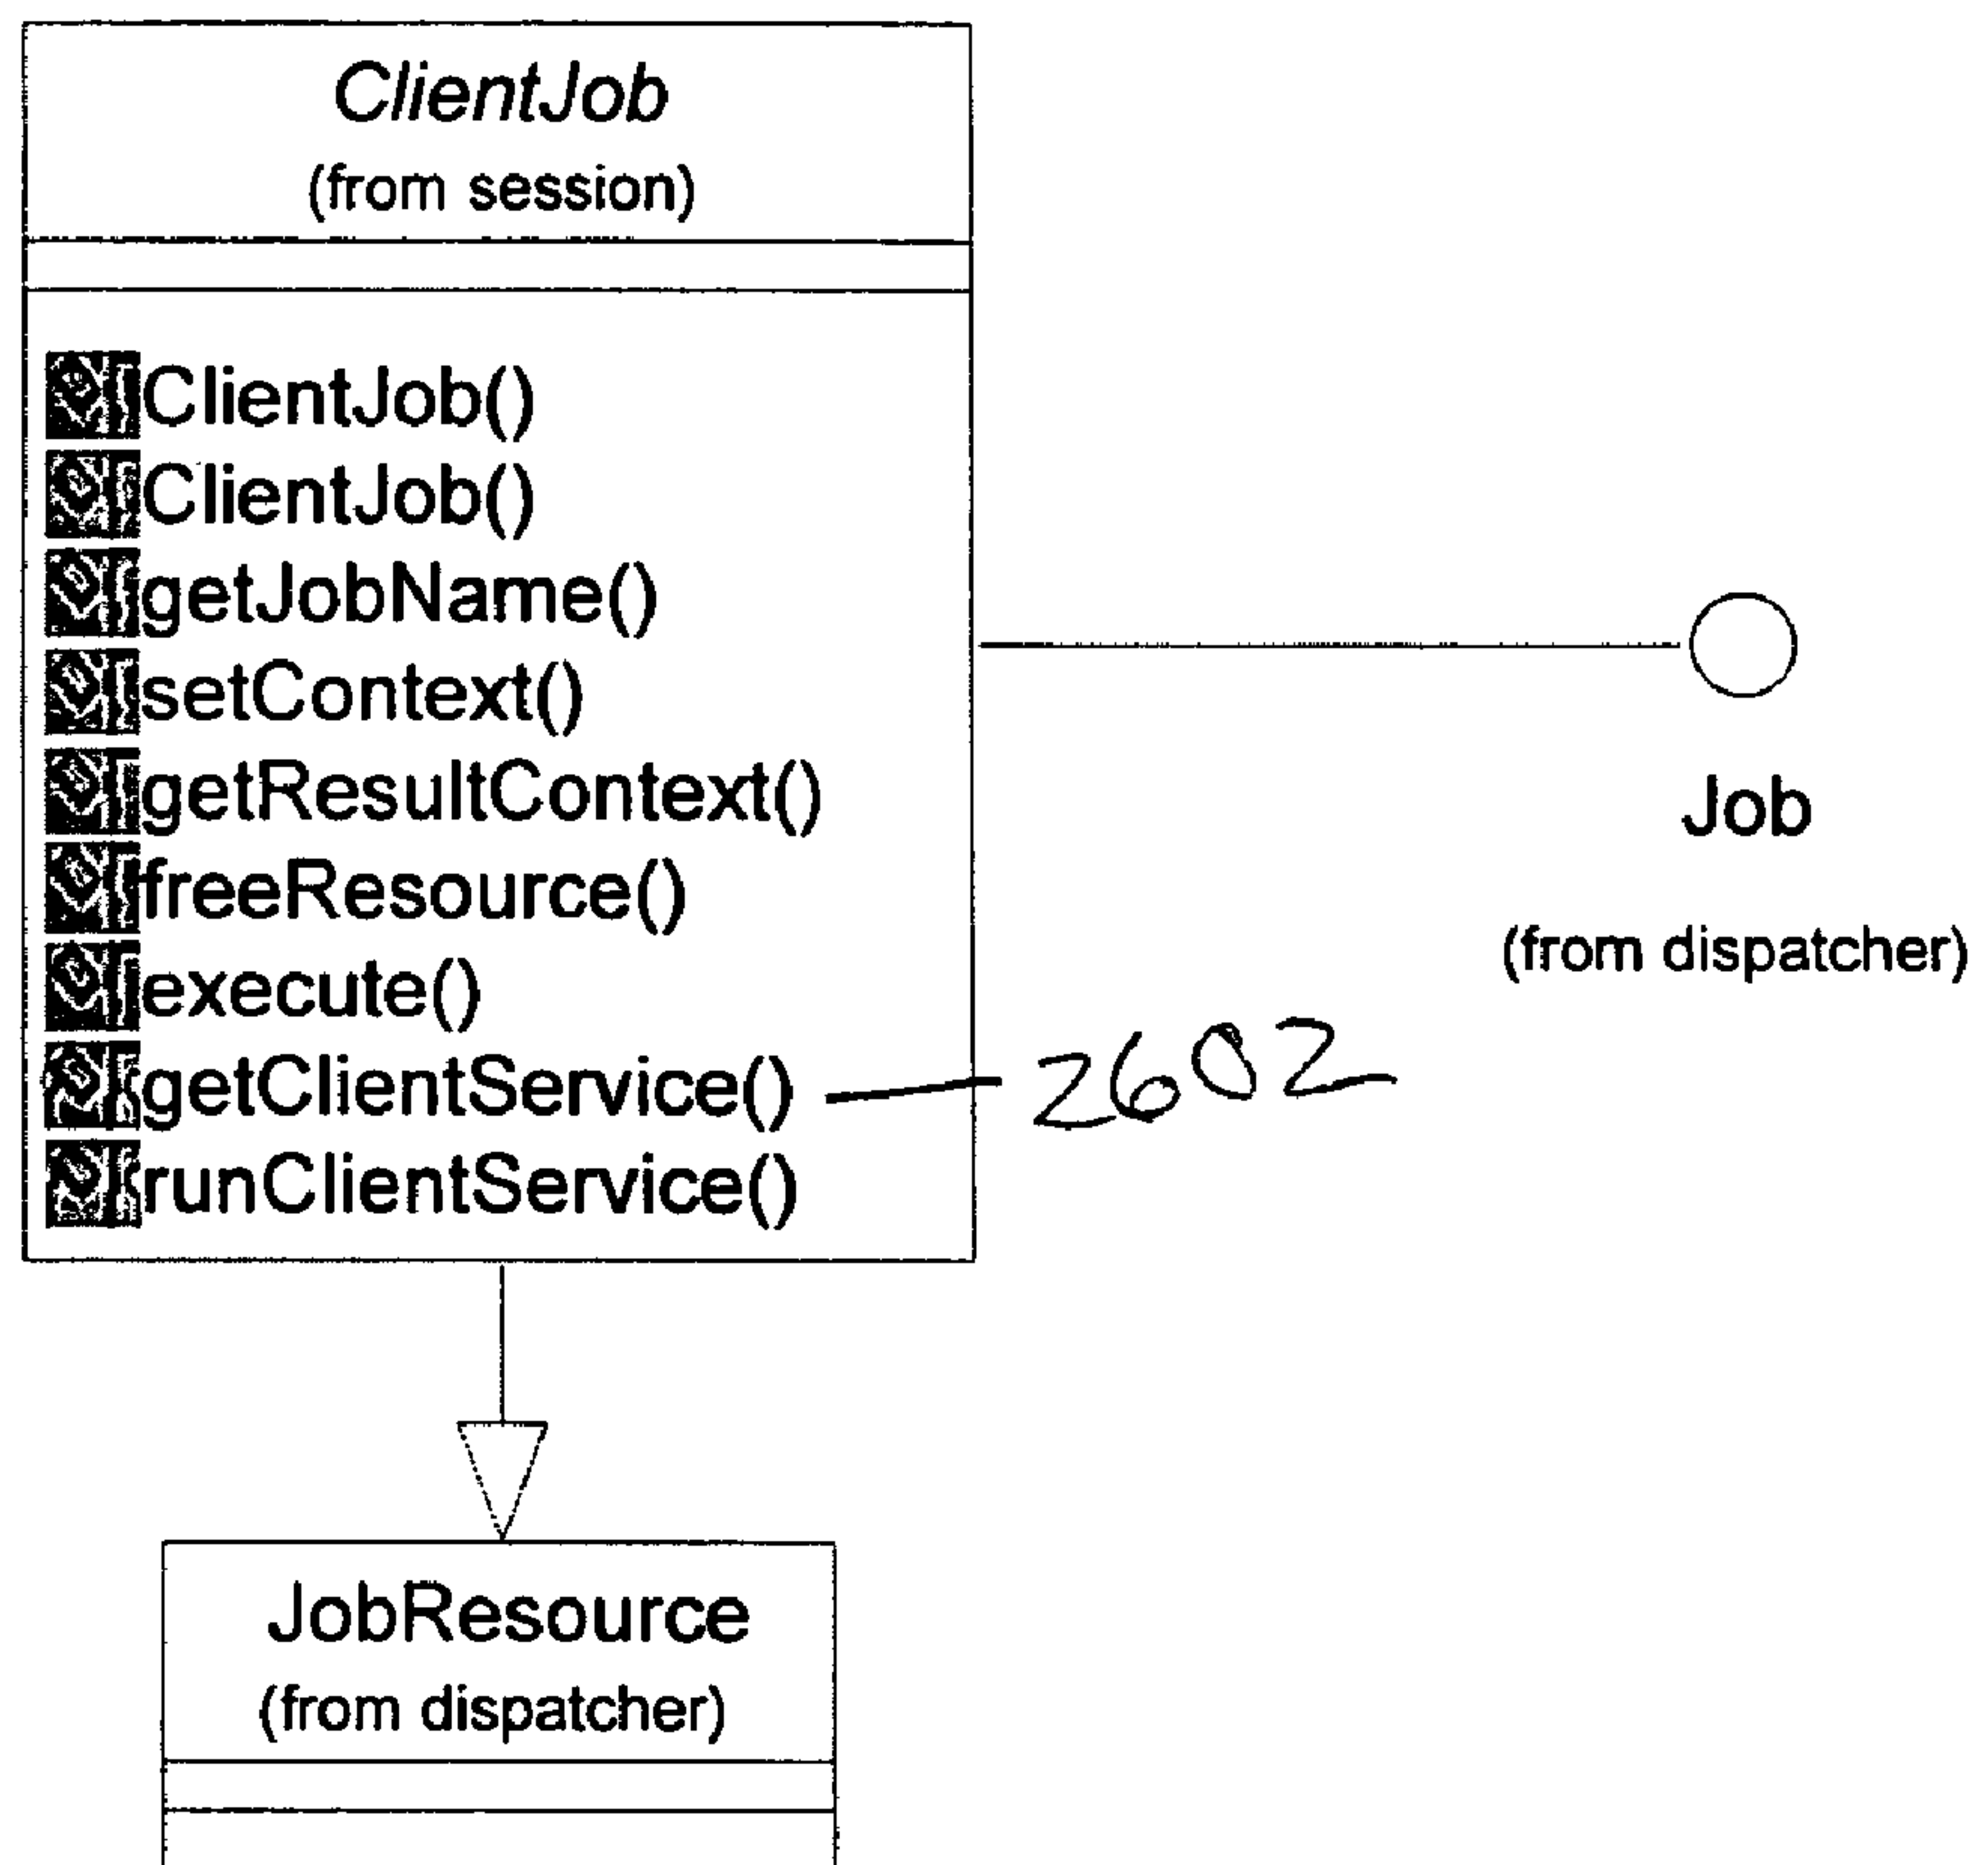 ClientJob
(from session)
ClientJob()
ClientJob()
getJobName()
setContext()
getResultContext()
freeResource()
execute()
getClientService()
runClientService()
2602
Job
(from dispatcher)
JobResource
(from dispatcher)